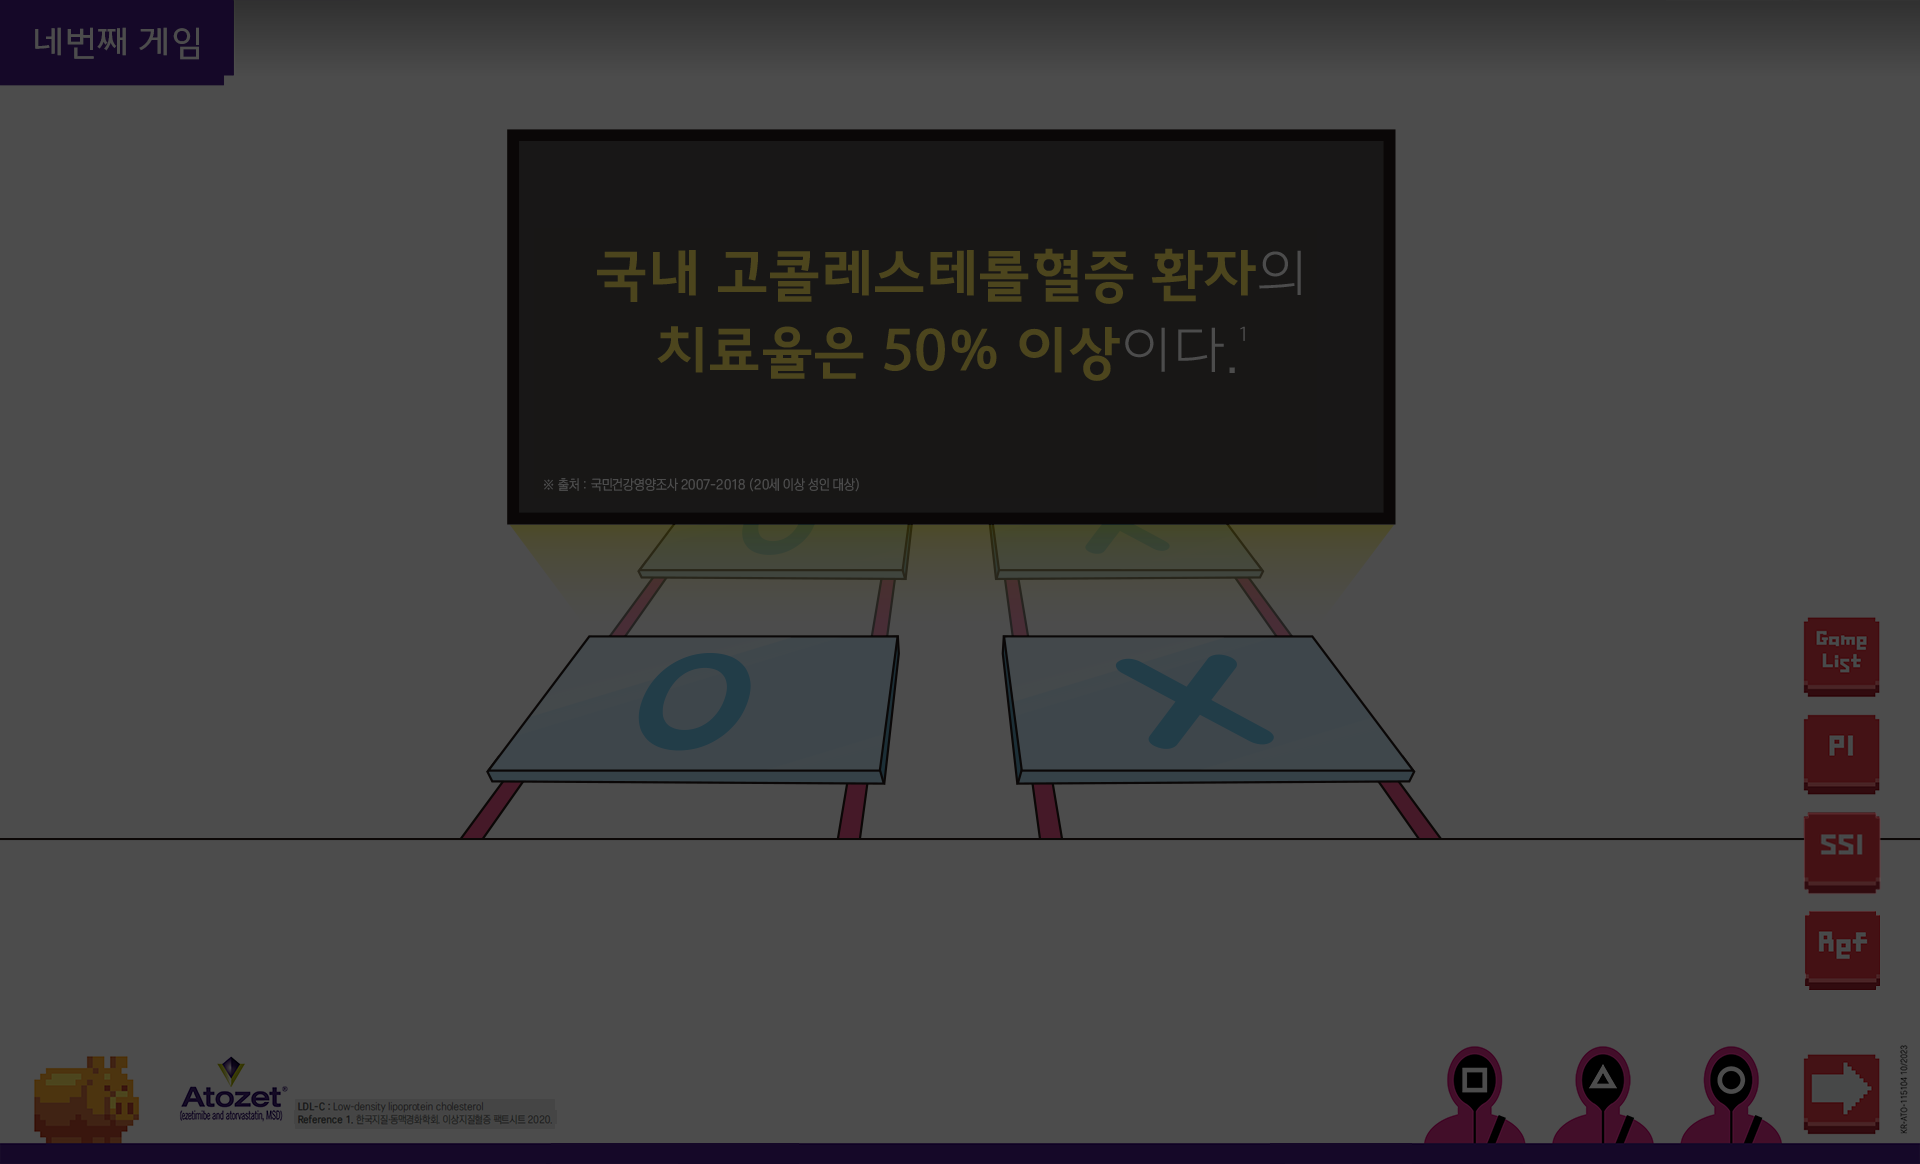 네번째 게임
국내 고콜레스테롤혈증 환자의
치료율은 50% 이상이다.1
※ 출처 : 국민건강영양조사 2007-2018 (20세 이상 성인 대상)
O X
O X
Game
List
PI
SSI
Ref
Atozet®
(ezetimibe and atorvastatin, MSD)
LDL-C : Low-density lipoprotein cholesterol
Reference 1. 한국지질·동맥경화학회. 이상지질혈증 팩트시트 2020.
KR-ATO-115104 10/2023